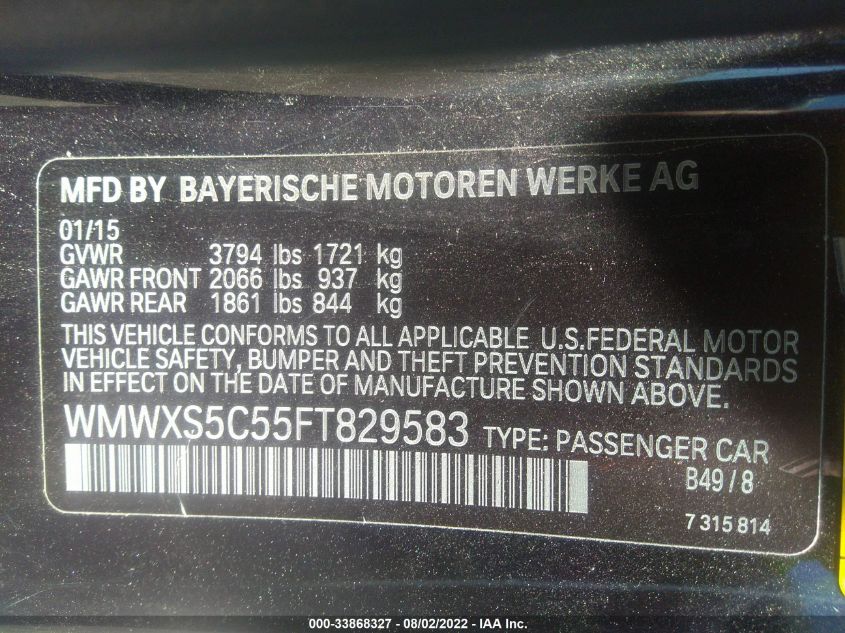 MFD BY BAYERISCHE MOTOREN WERKE AG
01/15
GVWR 3794 lbs 1721 kg
GAWR FRONT 2066 lbs 937 kg
GAWR REAR 1861 lbs 844 kg
THIS VEHICLE CONFORMS TO ALL APPLICABLE U.S.FEDERAL MOTOR
VEHICLE SAFETY, BUMPER AND THEFT PREVENTION STANDARDS
IN EFFECT ON THE DATE OF MANUFACTURE SHOWN ABOVE.
WMWXS5C55FT829583 TYPE: PASSENGER CAR
B49 / 8
7 315 814
000-33868327 - 08/02/2022 - IAA Inc.